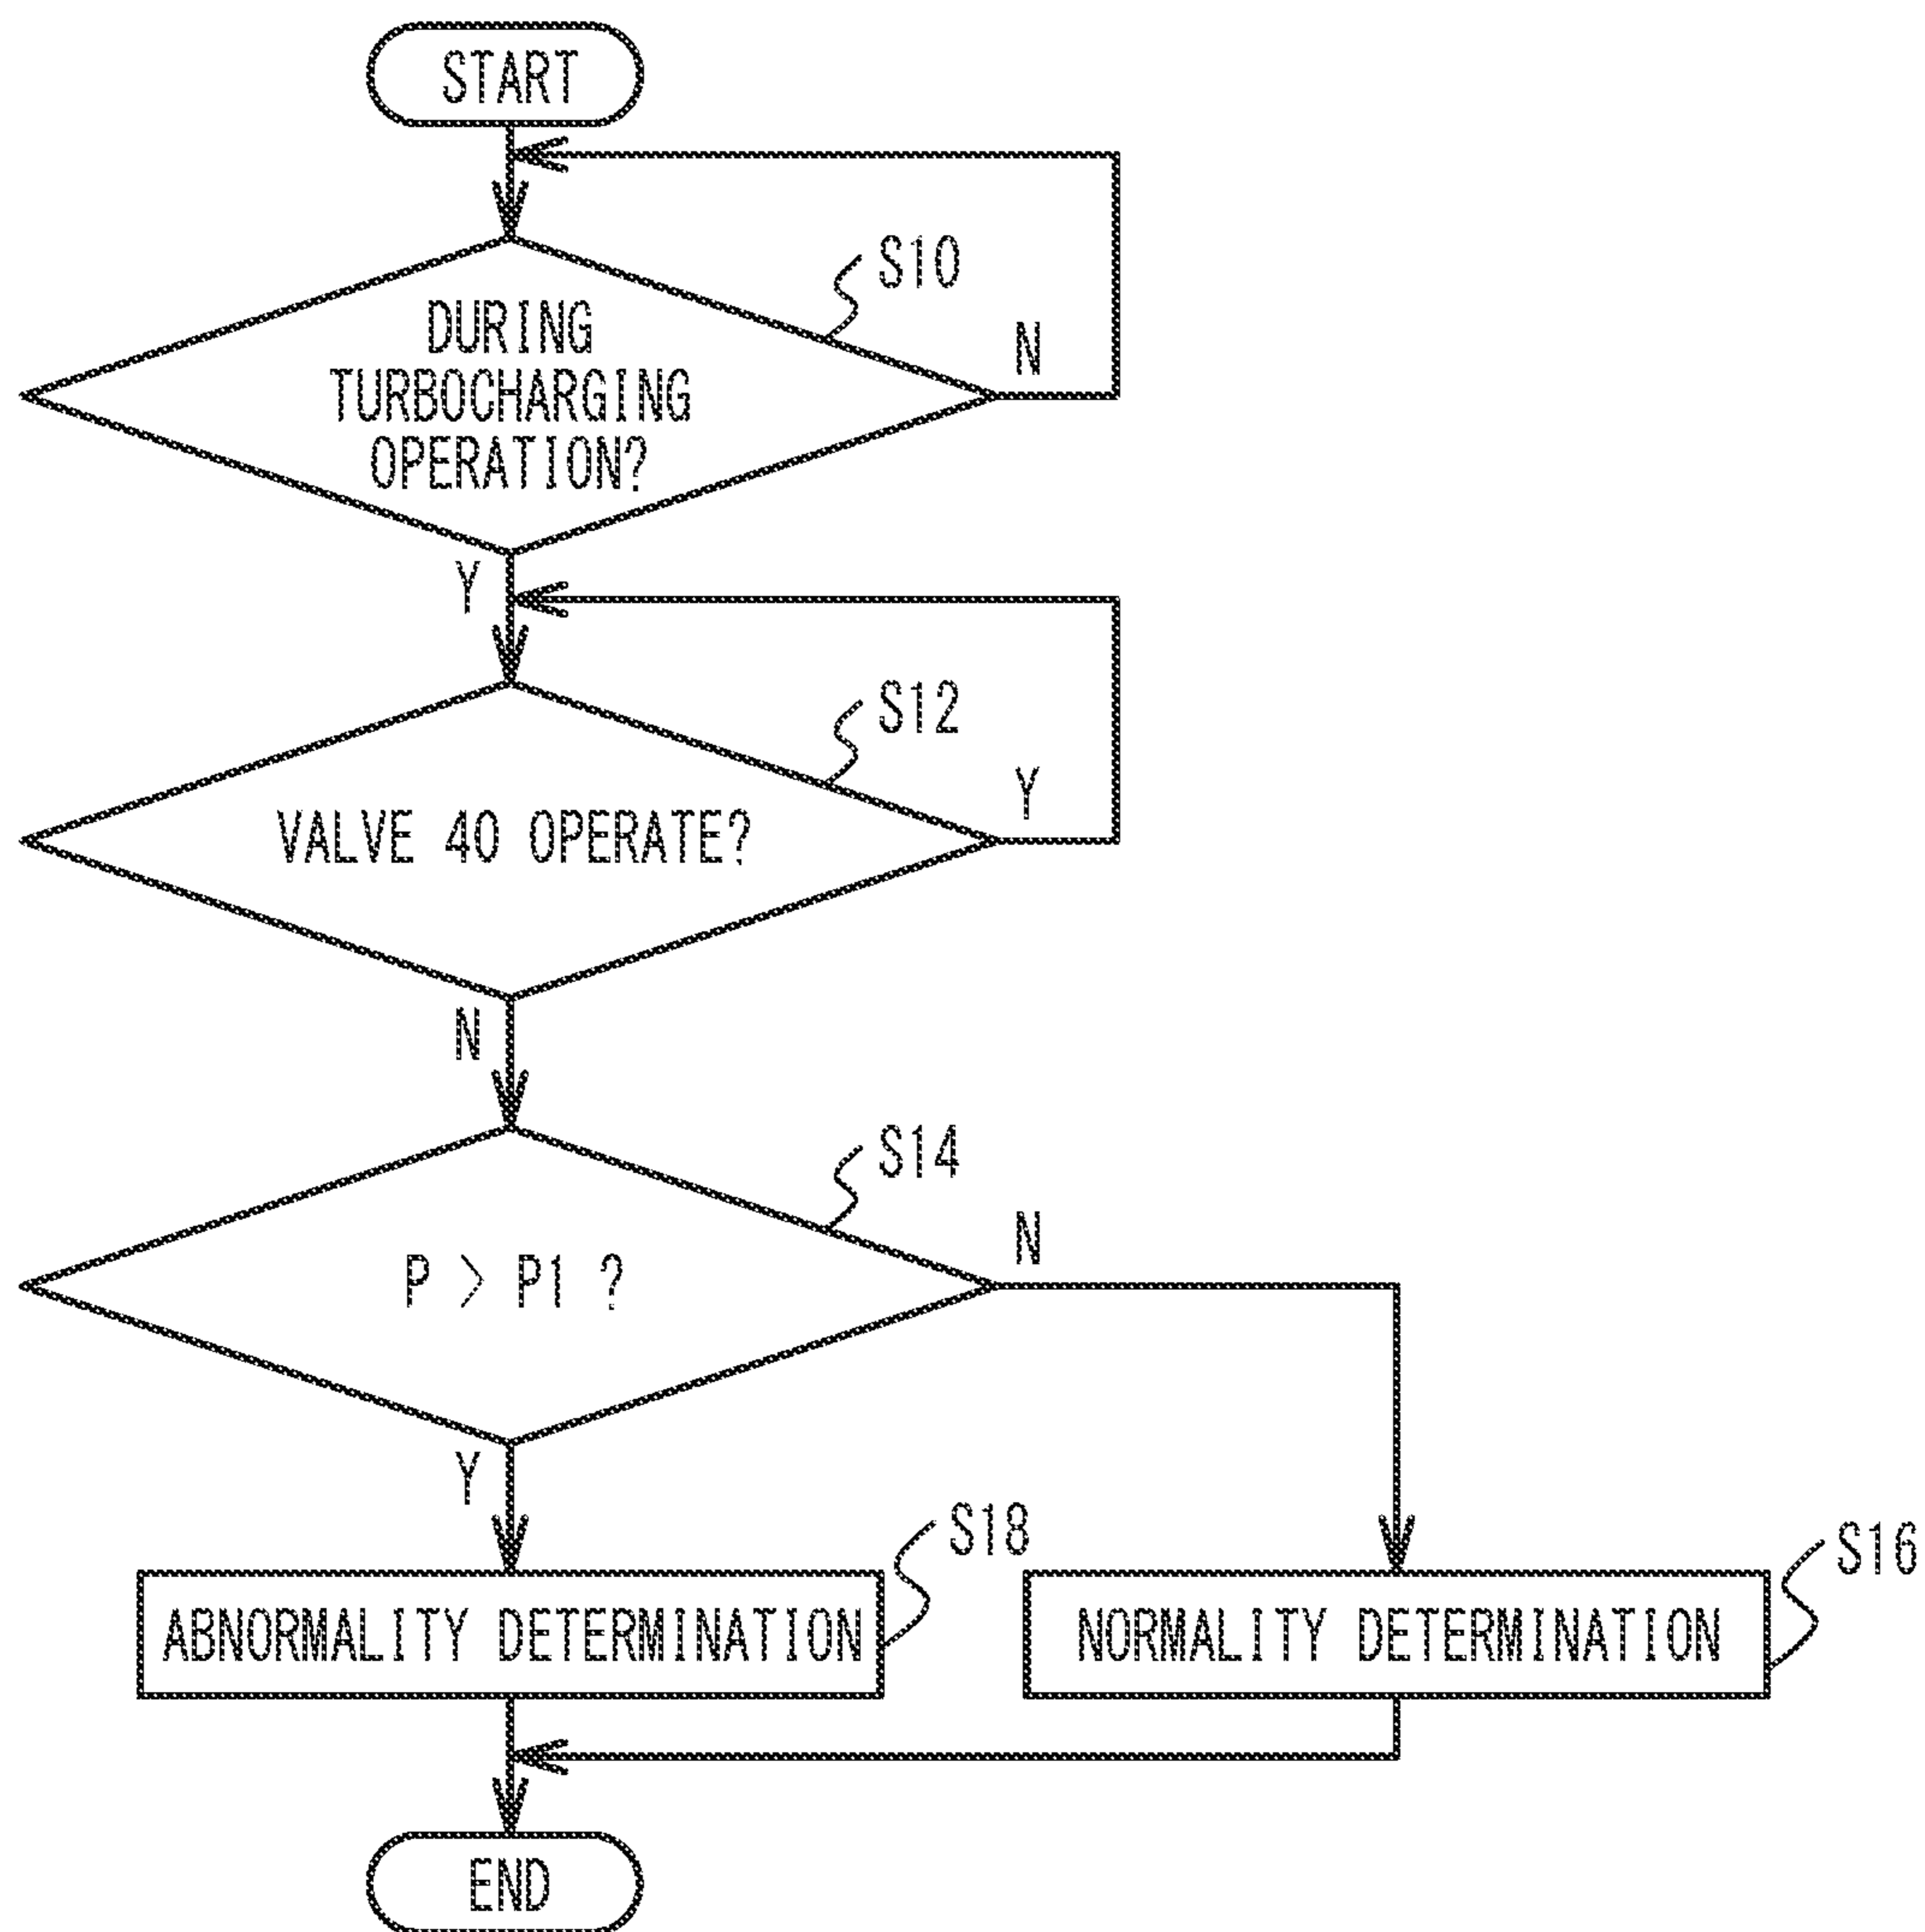 START
S10
DURING
TURBOCHARGING
OPERATION?
N
Y
S12
VALVE 40 OPERATE?
Y
N
S14
P > P1 ?
N
Y
S18
S16
ABNORMALITY DETERMINATION
NORMALITY DETERMINATION
END